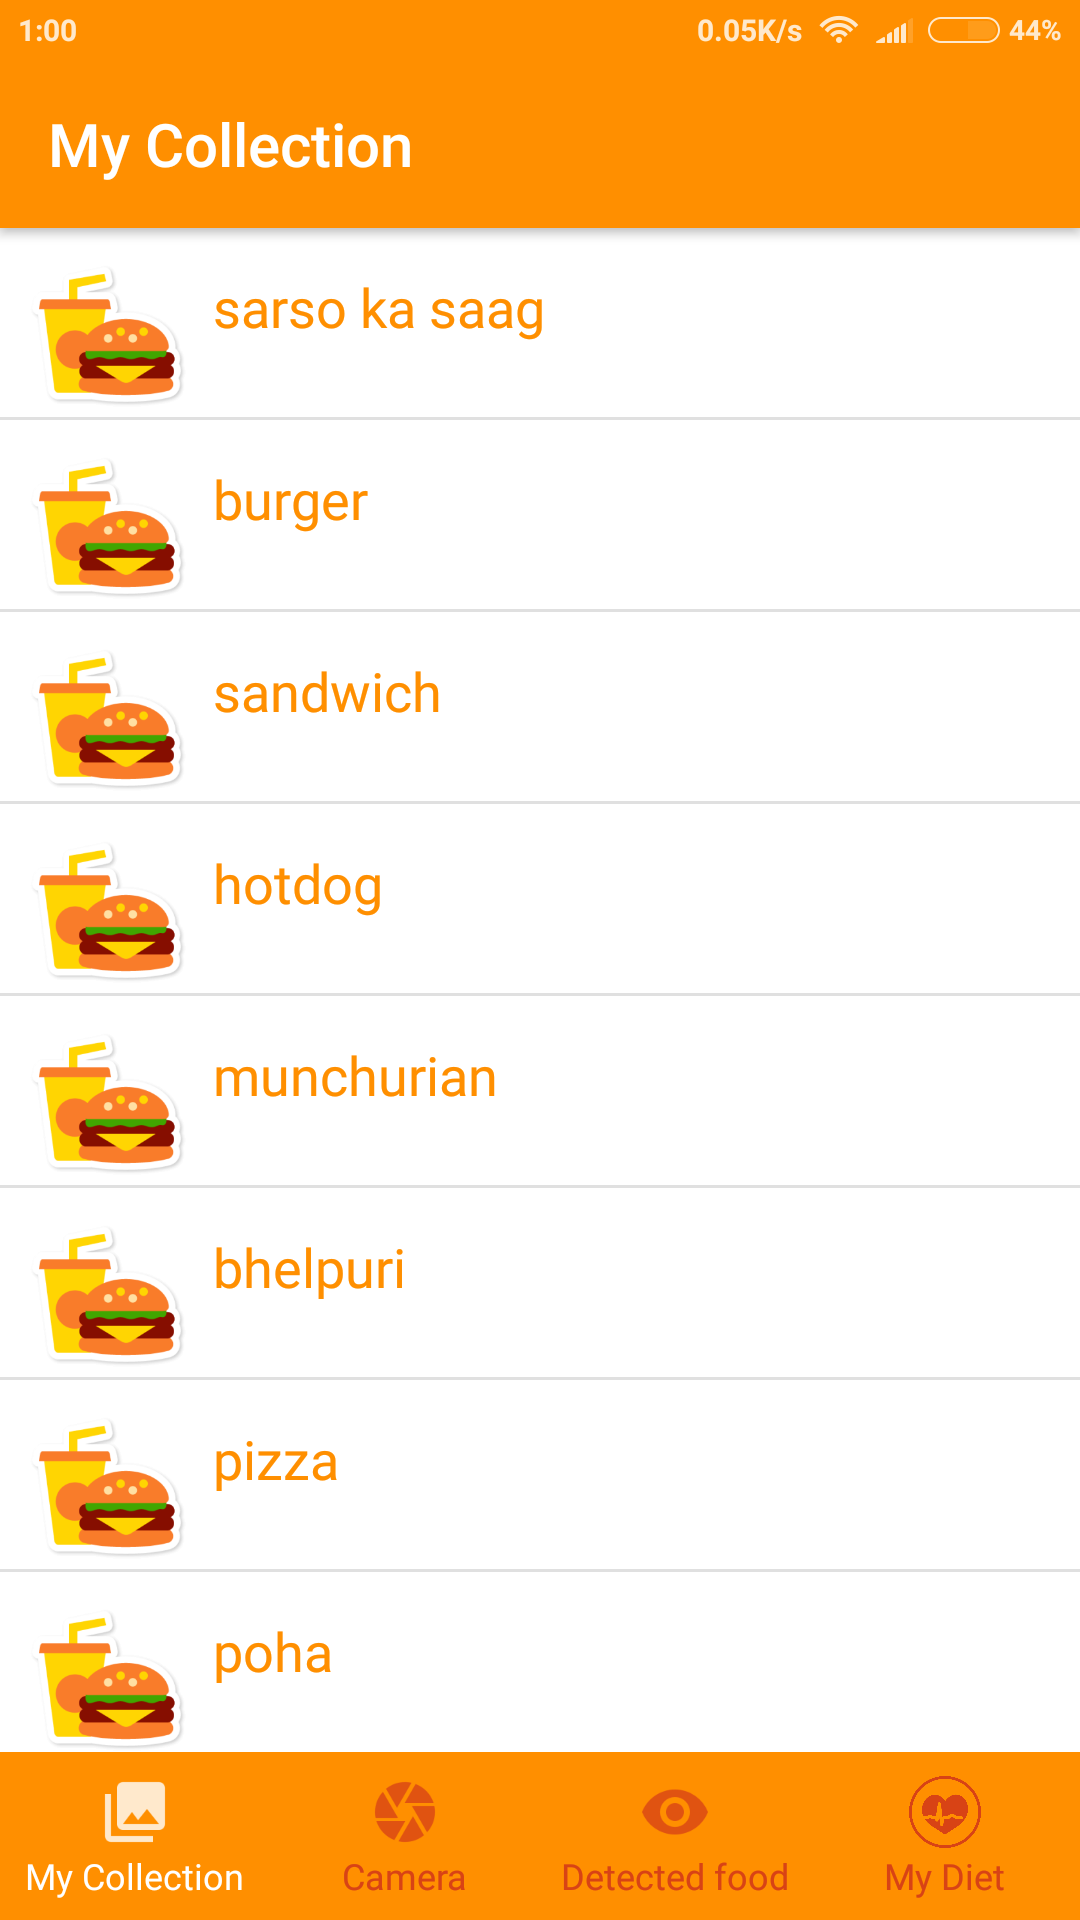 1:00 0.05K/s 44%
My Collection
sarso ka saag
burger
sandwich
hotdog
munchurian
bhelpuri
pizza
poha
My Collection Camera Detected food My Diet